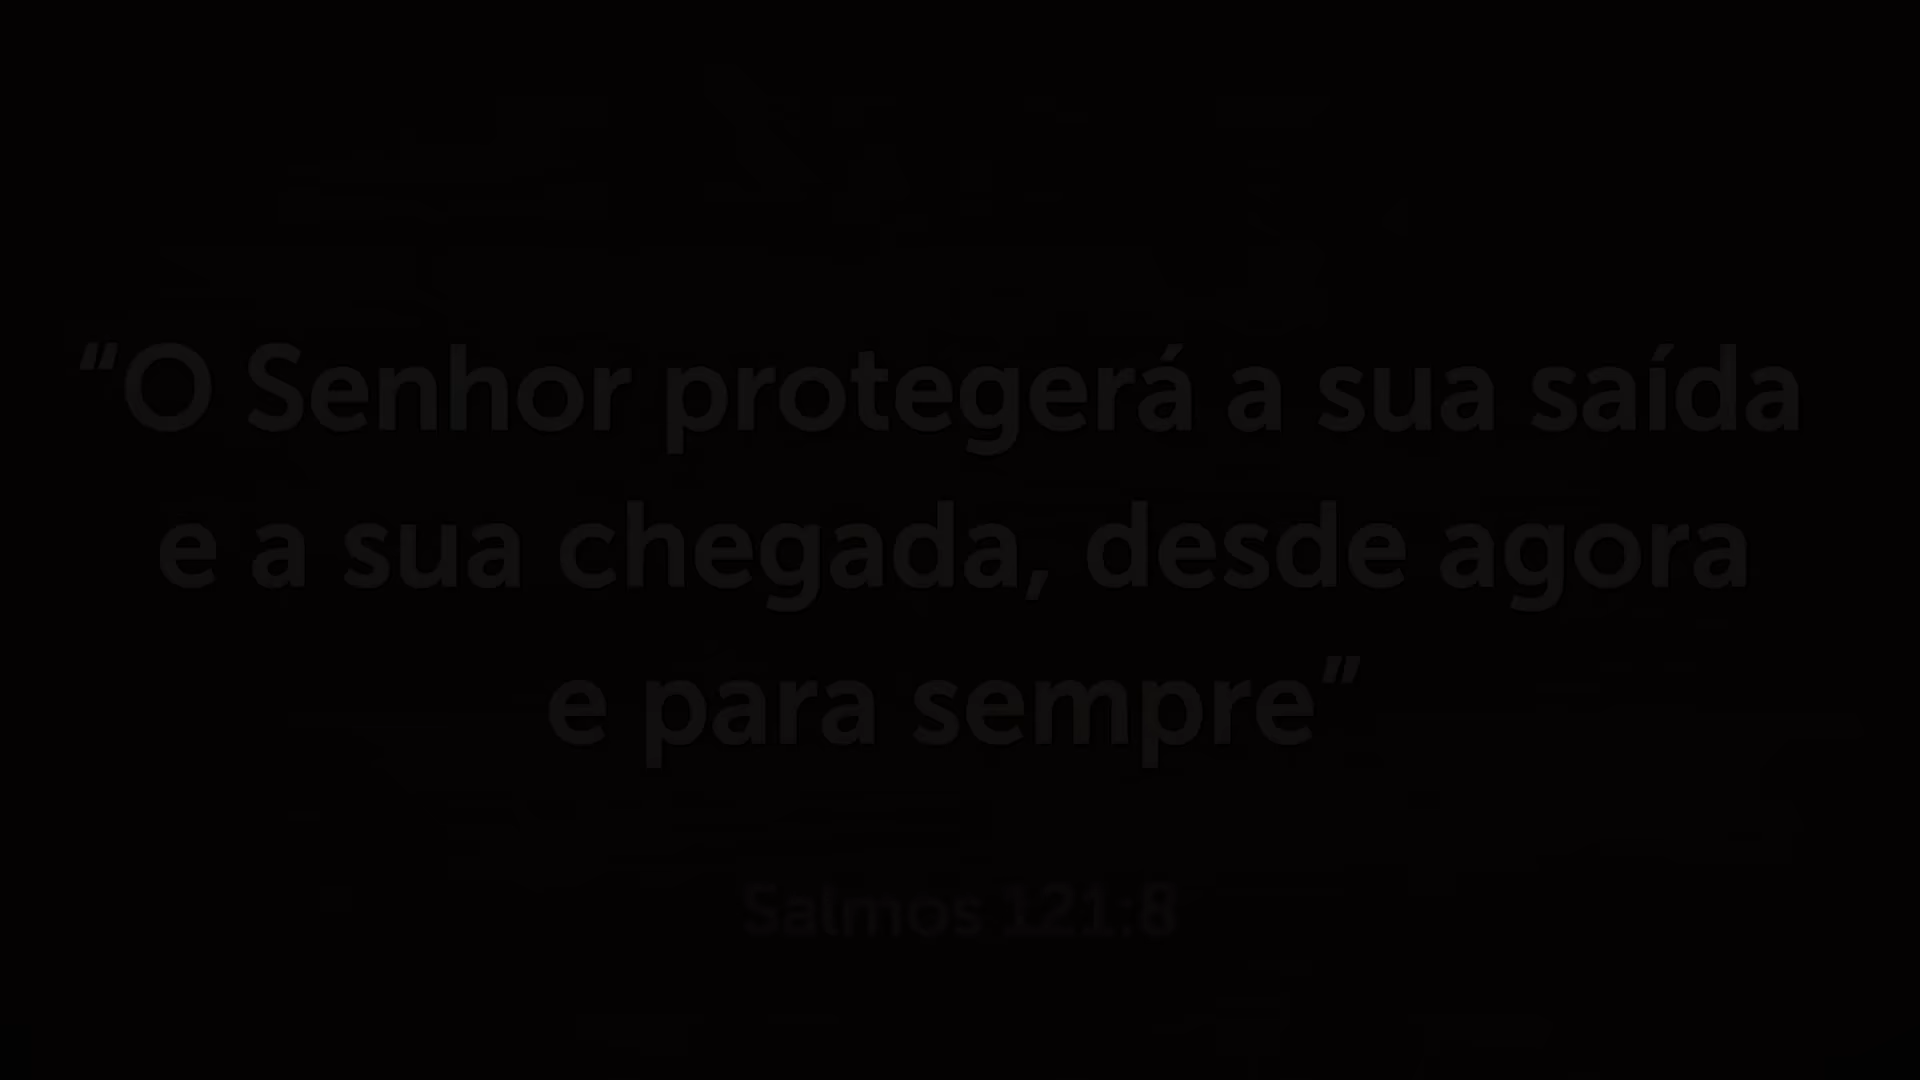 “O Senhor protegerá a sua saída
e a sua chegada, desde agora
e para sempre”
Salmos 121:8